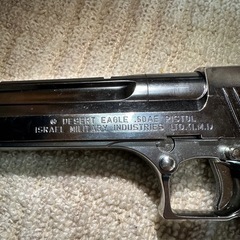 DESERT EAGLE .50AE PISTOL
ISRAEL MILITARY INDUSTRIES LTD.(I.M.I)